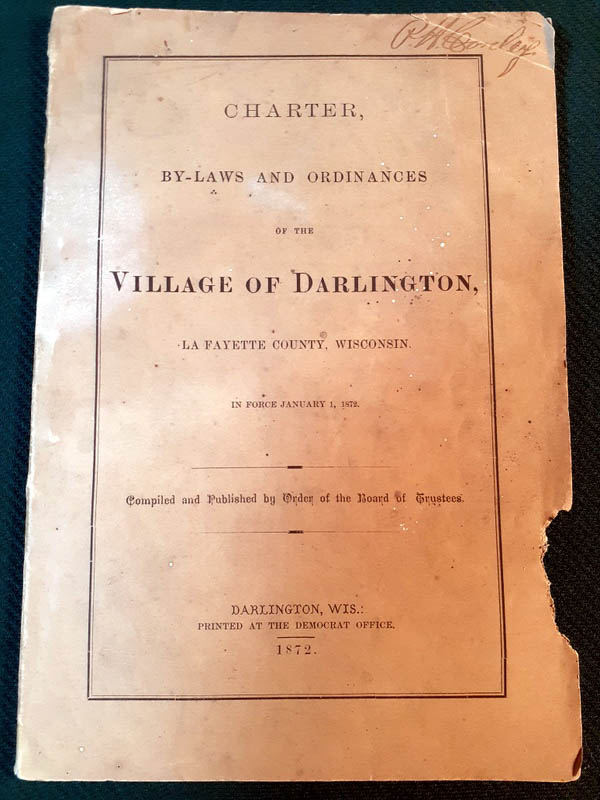 CHARTER,
BY-LAWS AND ORDINANCES
OF THE
VILLAGE OF DARLINGTON,
LA FAYETTE COUNTY, WISCONSIN.
IN FORCE JANUARY 1, 1872.
Compiled and Published by Order of the Board of Trustees.
DARLINGTON, WIS.:
PRINTED AT THE DEMOCRAT OFFICE.
1872.